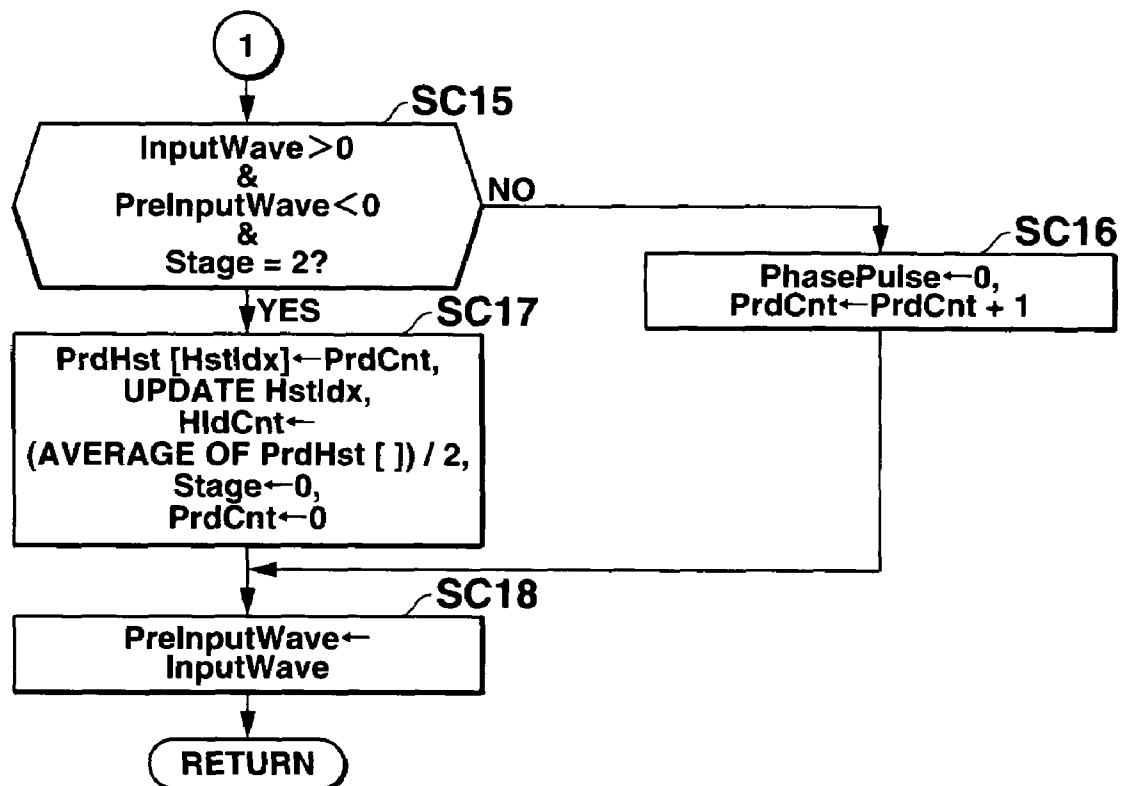 1
SC15
InputWave>0
&
PreInputWave<0
&
Stage = 2?
NO
YES
SC16
PhasePulse←0,
PrdCnt←PrdCnt + 1
SC17
PrdHst [HstIdx]←PrdCnt,
UPDATE HstIdx,
HldCnt←
(AVERAGE OF PrdHst [ ]) / 2,
Stage←0,
PrdCnt←0
SC18
PreInputWave←
InputWave
RETURN